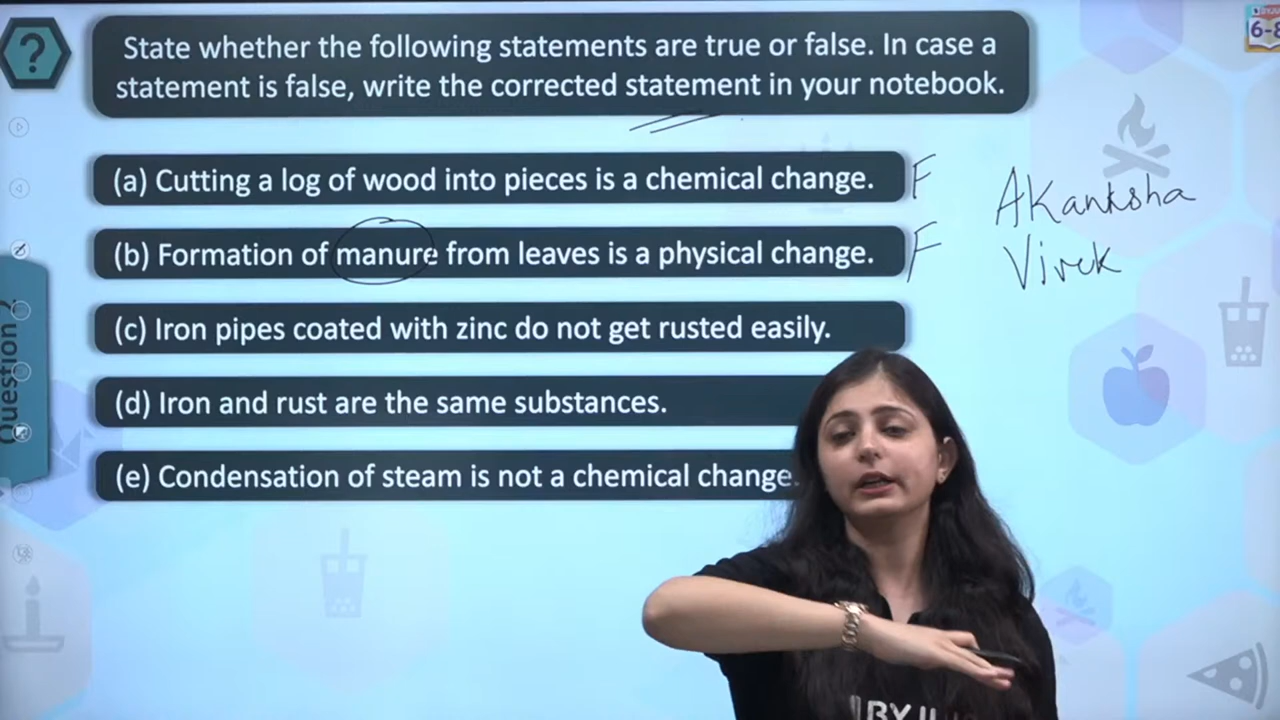 State whether the following statements are true or false. In case a
statement is false, write the corrected statement in your notebook.
(a) Cutting a log of wood into pieces is a chemical change. F
(b) Formation of manure from leaves is a physical change. F
Akanksha
Vivek
(c) Iron pipes coated with zinc do not get rusted easily.
(d) Iron and rust are the same substances.
(e) Condensation of steam is not a chemical change.
Question
?
6-8